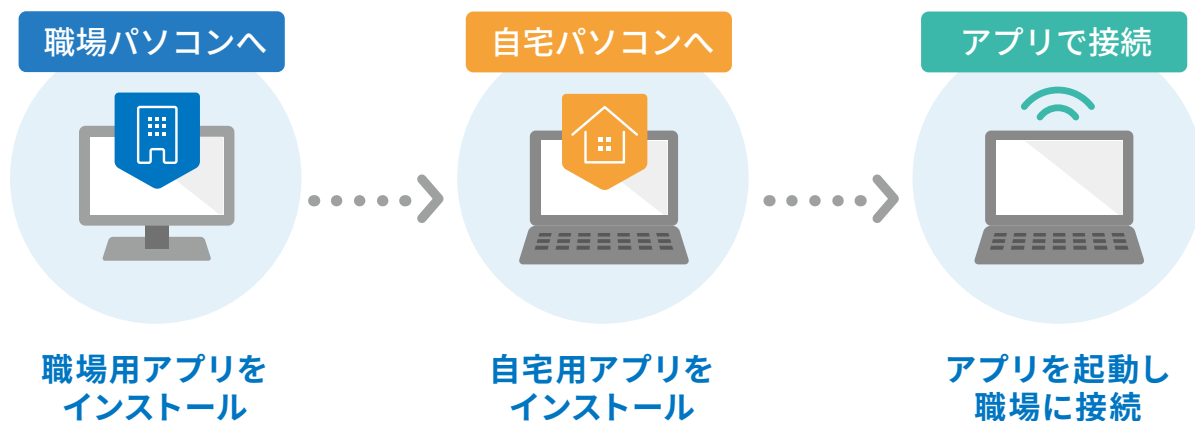 職場パソコンへ
自宅パソコンへ
アプリで接続
職場用アプリを
インストール
自宅用アプリを
インストール
アプリを起動し
職場に接続